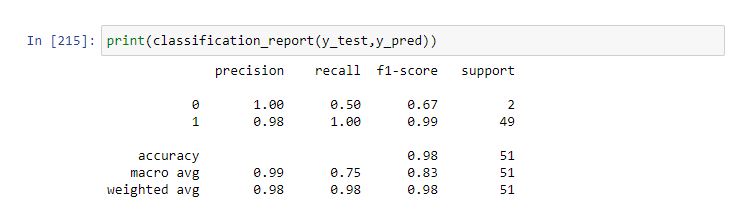 In [215]: print(classification_report(y_test,y_pred))
precision recall f1-score support
0 1.00 0.50 0.67 2
1 0.98 1.00 0.99 49
accuracy 0.98 51
macro avg 0.99 0.75 0.83 51
weighted avg 0.98 0.98 0.98 51